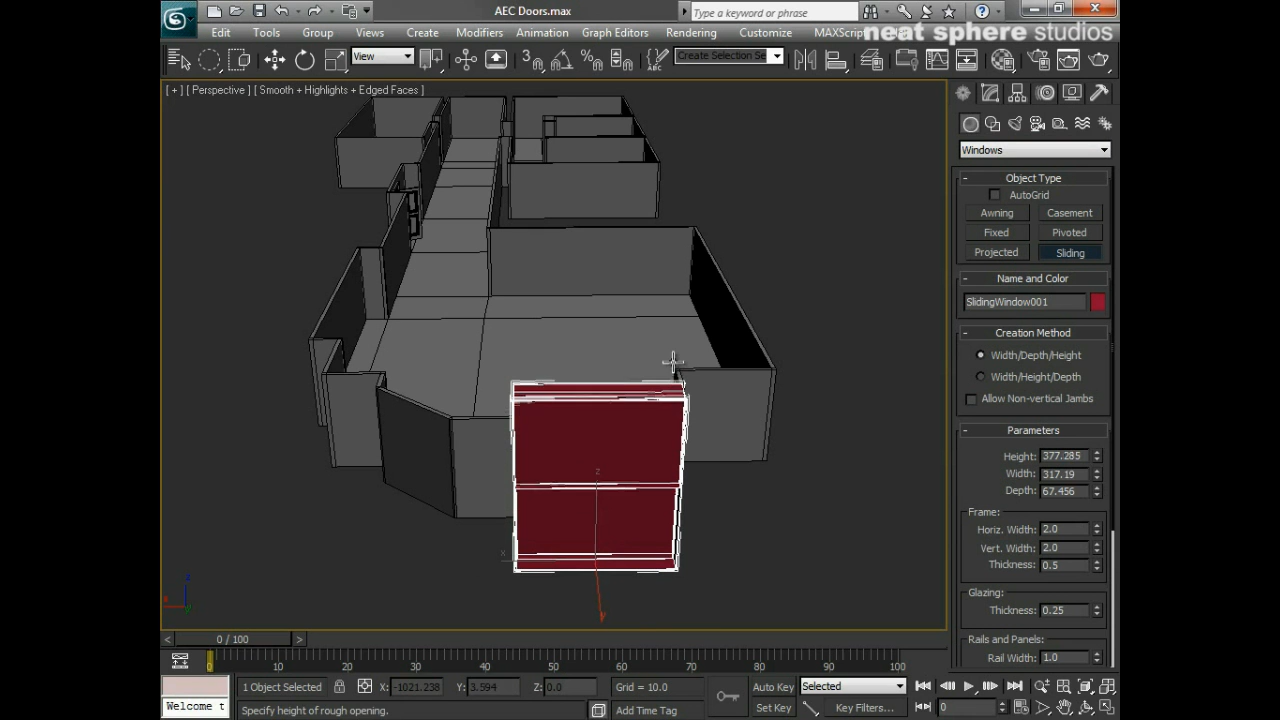 AEC Doors.max
Type a keyword or phrase
Edit Tools Group Views Create Modifiers Animation Graph Editors Rendering Customize MAXScri
neat sphere studios
View
3
ABC
Create Selection Se
[ + ] [ Perspective ] [ Smooth + Highlights + Edged Faces ]
Windows
- Object Type
AutoGrid
Awning Casement
Fixed Pivoted
Projected Sliding
- Name and Color
SlidingWindow001
- Creation Method
Width/Depth/Height
Width/Height/Depth
Allow Non-vertical Jambs
- Parameters
Height: 377.285
Width: 317.19
Depth: 67.456
Frame:
Horiz. Width: 2.0
Vert. Width: 2.0
Thickness: 0.5
Glazing:
Thickness: 0.25
Rails and Panels:
Rail Width: 1.0
z
x
y
z
x
y
< 0 / 100 >
0 10 20 30 40 50 60 70 80 90 100
1 Object Selected X: -1021.238 Y: 3.594 Z: 0.0 Grid = 10.0 Auto Key Selected
Welcome t Specify height of rough opening. Add Time Tag Set Key Key Filters... 0